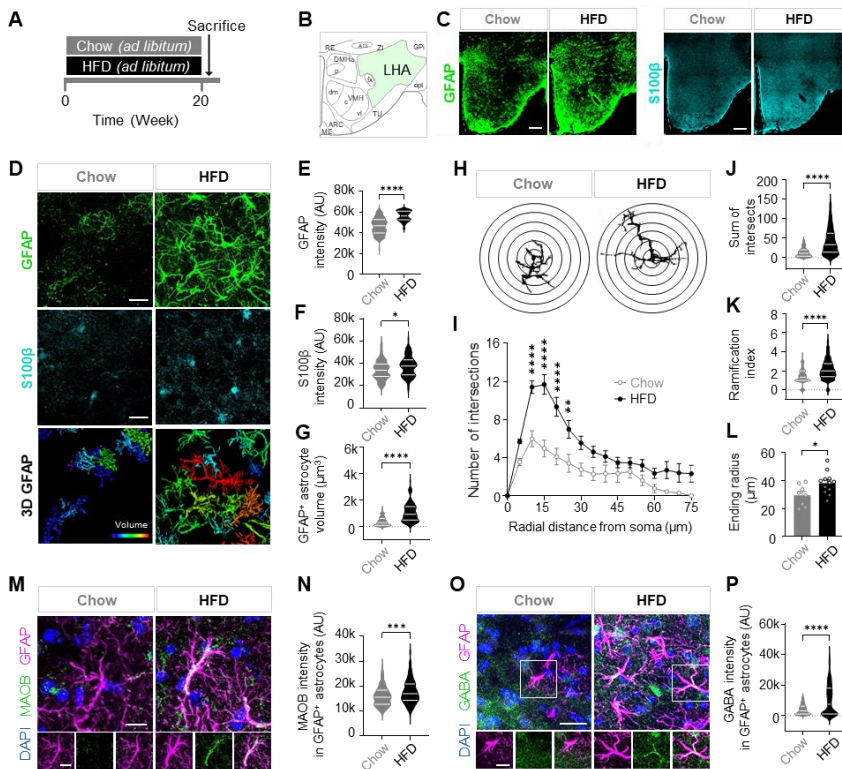 A
Sacrifice
Chow (ad libitum)
HFD (ad libitum)
0
20
Time (Week)
B
RE
A13
ZI
GPi
DMHa
p
fx
LHA
opt
dm
c
VMH
vl
TU
ARC
ME
C
Chow
HFD
Chow
HFD
GFAP
S100β
D
Chow
HFD
GFAP
S100β
3D GFAP
Volume
E
****
80k
60k
40k
20k
0
GFAP
intensity (AU)
Chow
HFD
F
*
80k
60k
40k
20k
0
S100β
intensity (AU)
Chow
HFD
G
****
6k
4k
2k
0
GFAP⁺ astrocyte
volume (μm³)
Chow
HFD
H
Chow
HFD
I
16
12
8
4
0
Number of intersections
****
****
****
**
Chow
HFD
0
15
30
45
60
75
Radial distance from soma (μm)
J
****
200
150
100
50
0
Sum of
intersects
Chow
HFD
K
****
8
6
4
2
0
Ramification
index
Chow
HFD
L
*
80
60
40
20
0
Ending radius
(μm)
Chow
HFD
M
Chow
HFD
DAPI MAOB GFAP
N
***
40k
30k
20k
10k
0
MAOB intensity
in GFAP⁺ astrocytes (AU)
Chow
HFD
O
Chow
HFD
DAPI GABA GFAP
P
****
60k
40k
20k
0
GABA intensity
in GFAP⁺ astrocytes (AU)
Chow
HFD